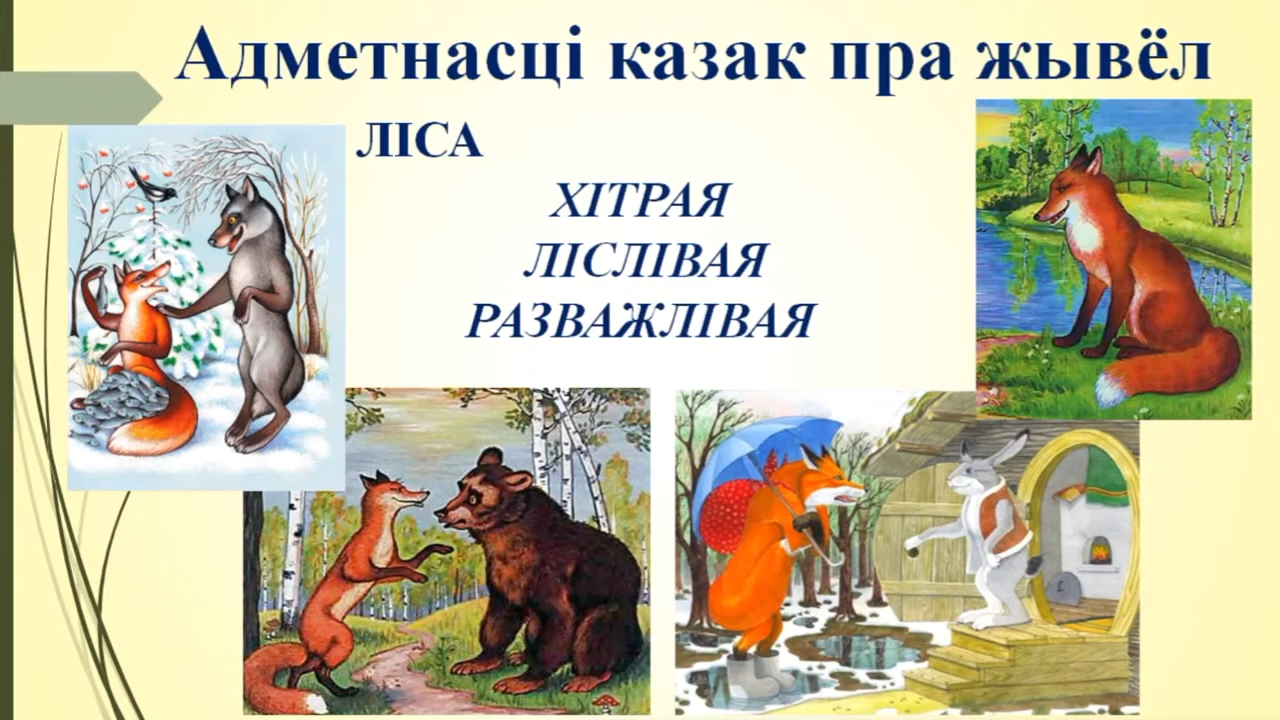 Адметнасці казак пра жывёл
ЛІСА
ХІТРАЯ
ЛІСЛІВАЯ
РАЗВАЖЛІВАЯ